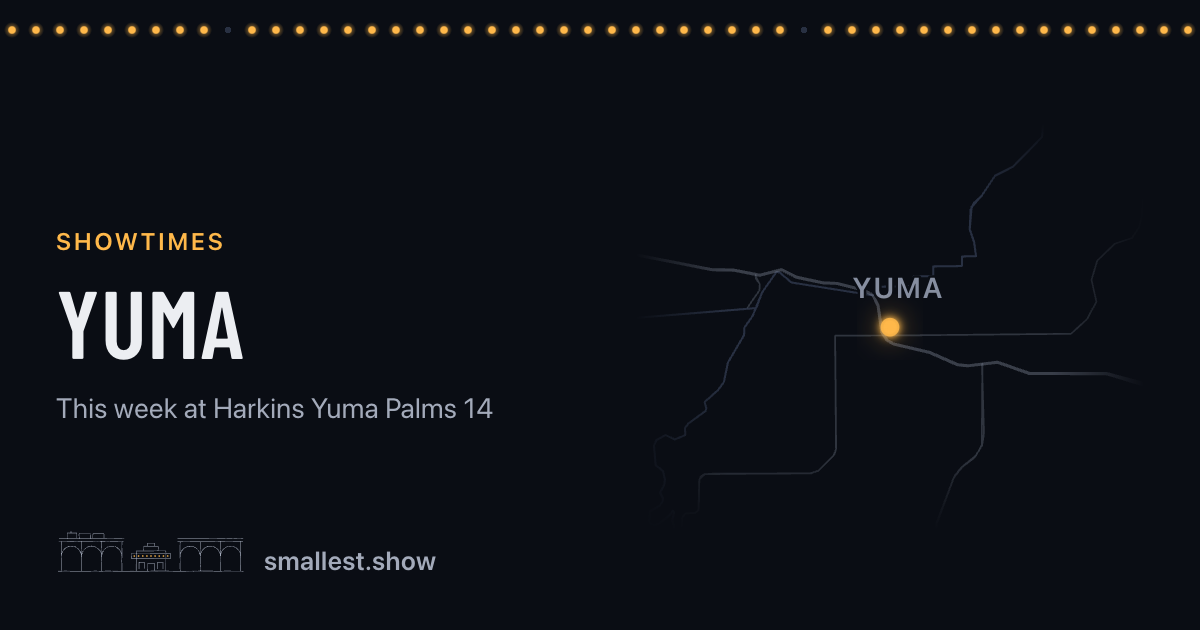 SHOWTIMES
YUMA
This week at Harkins Yuma Palms 14
YUMA
smallest.show